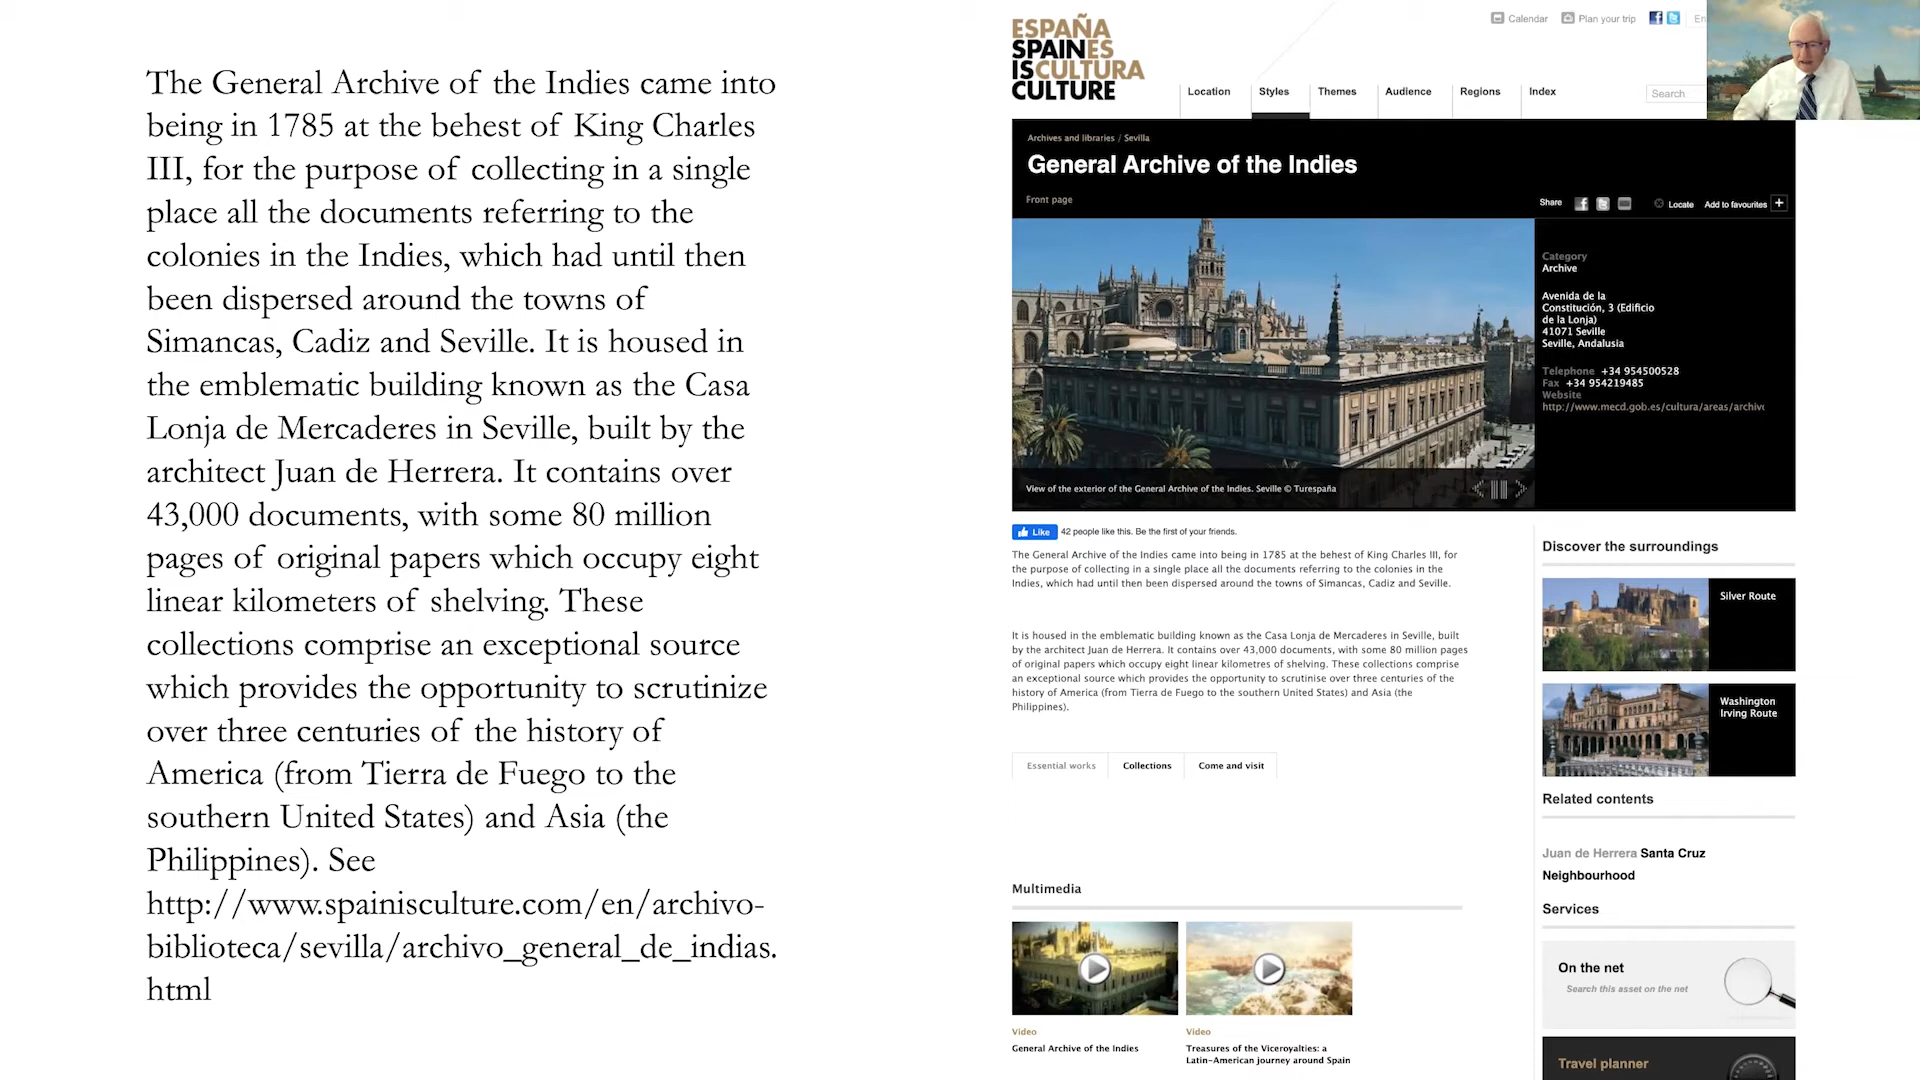 The General Archive of the Indies came into
being in 1785 at the behest of King Charles
III, for the purpose of collecting in a single
place all the documents referring to the
colonies in the Indies, which had until then
been dispersed around the towns of
Simancas, Cadiz and Seville. It is housed in
the emblematic building known as the Casa
Lonja de Mercaderes in Seville, built by the
architect Juan de Herrera. It contains over
43,000 documents, with some 80 million
pages of original papers which occupy eight
linear kilometers of shelving. These
collections comprise an exceptional source
which provides the opportunity to scrutinize
over three centuries of the history of
America (from Tierra de Fuego to the
southern United States) and Asia (the
Philippines). See
http://www.spainisculture.com/en/archivo-
biblioteca/sevilla/archivo_general_de_indias.
html
ESPAÑA
SPAINES
ISCULTURA
CULTURE
Calendar
Plan your trip
En
Location
Styles
Themes
Audience
Regions
Index
Search
Archives and libraries / Sevilla
General Archive of the Indies
Front page
Share
Locate
Add to favourites +
View of the exterior of the General Archive of the Indies. Seville © Turespaña
Category
Archive
Avenida de la
Constitución, 3 (Edificio
de la Lonja)
41071 Seville
Seville, Andalusia
Telephone +34 954500528
Fax +34 954219485
Website
http://www.mecd.gob.es/cultura/areas/archiv
Like 42 people like this. Be the first of your friends.
The General Archive of the Indies came into being in 1785 at the behest of King Charles III, for
the purpose of collecting in a single place all the documents referring to the colonies in the
Indies, which had until then been dispersed around the towns of Simancas, Cadiz and Seville.
It is housed in the emblematic building known as the Casa Lonja de Mercaderes in Seville, built
by the architect Juan de Herrera. It contains over 43,000 documents, with some 80 million pages
of original papers which occupy eight linear kilometres of shelving. These collections comprise
an exceptional source which provides the opportunity to scrutinise over three centuries of the
history of America (from Tierra de Fuego to the southern United States) and Asia (the
Philippines).
Essential works
Collections
Come and visit
Multimedia
Video
General Archive of the Indies
Video
Treasures of the Viceroyalties: a
Latin-American journey around Spain
Discover the surroundings
Silver Route
Washington
Irving Route
Related contents
Juan de Herrera Santa Cruz
Neighbourhood
Services
On the net
Search this asset on the net
Travel planner